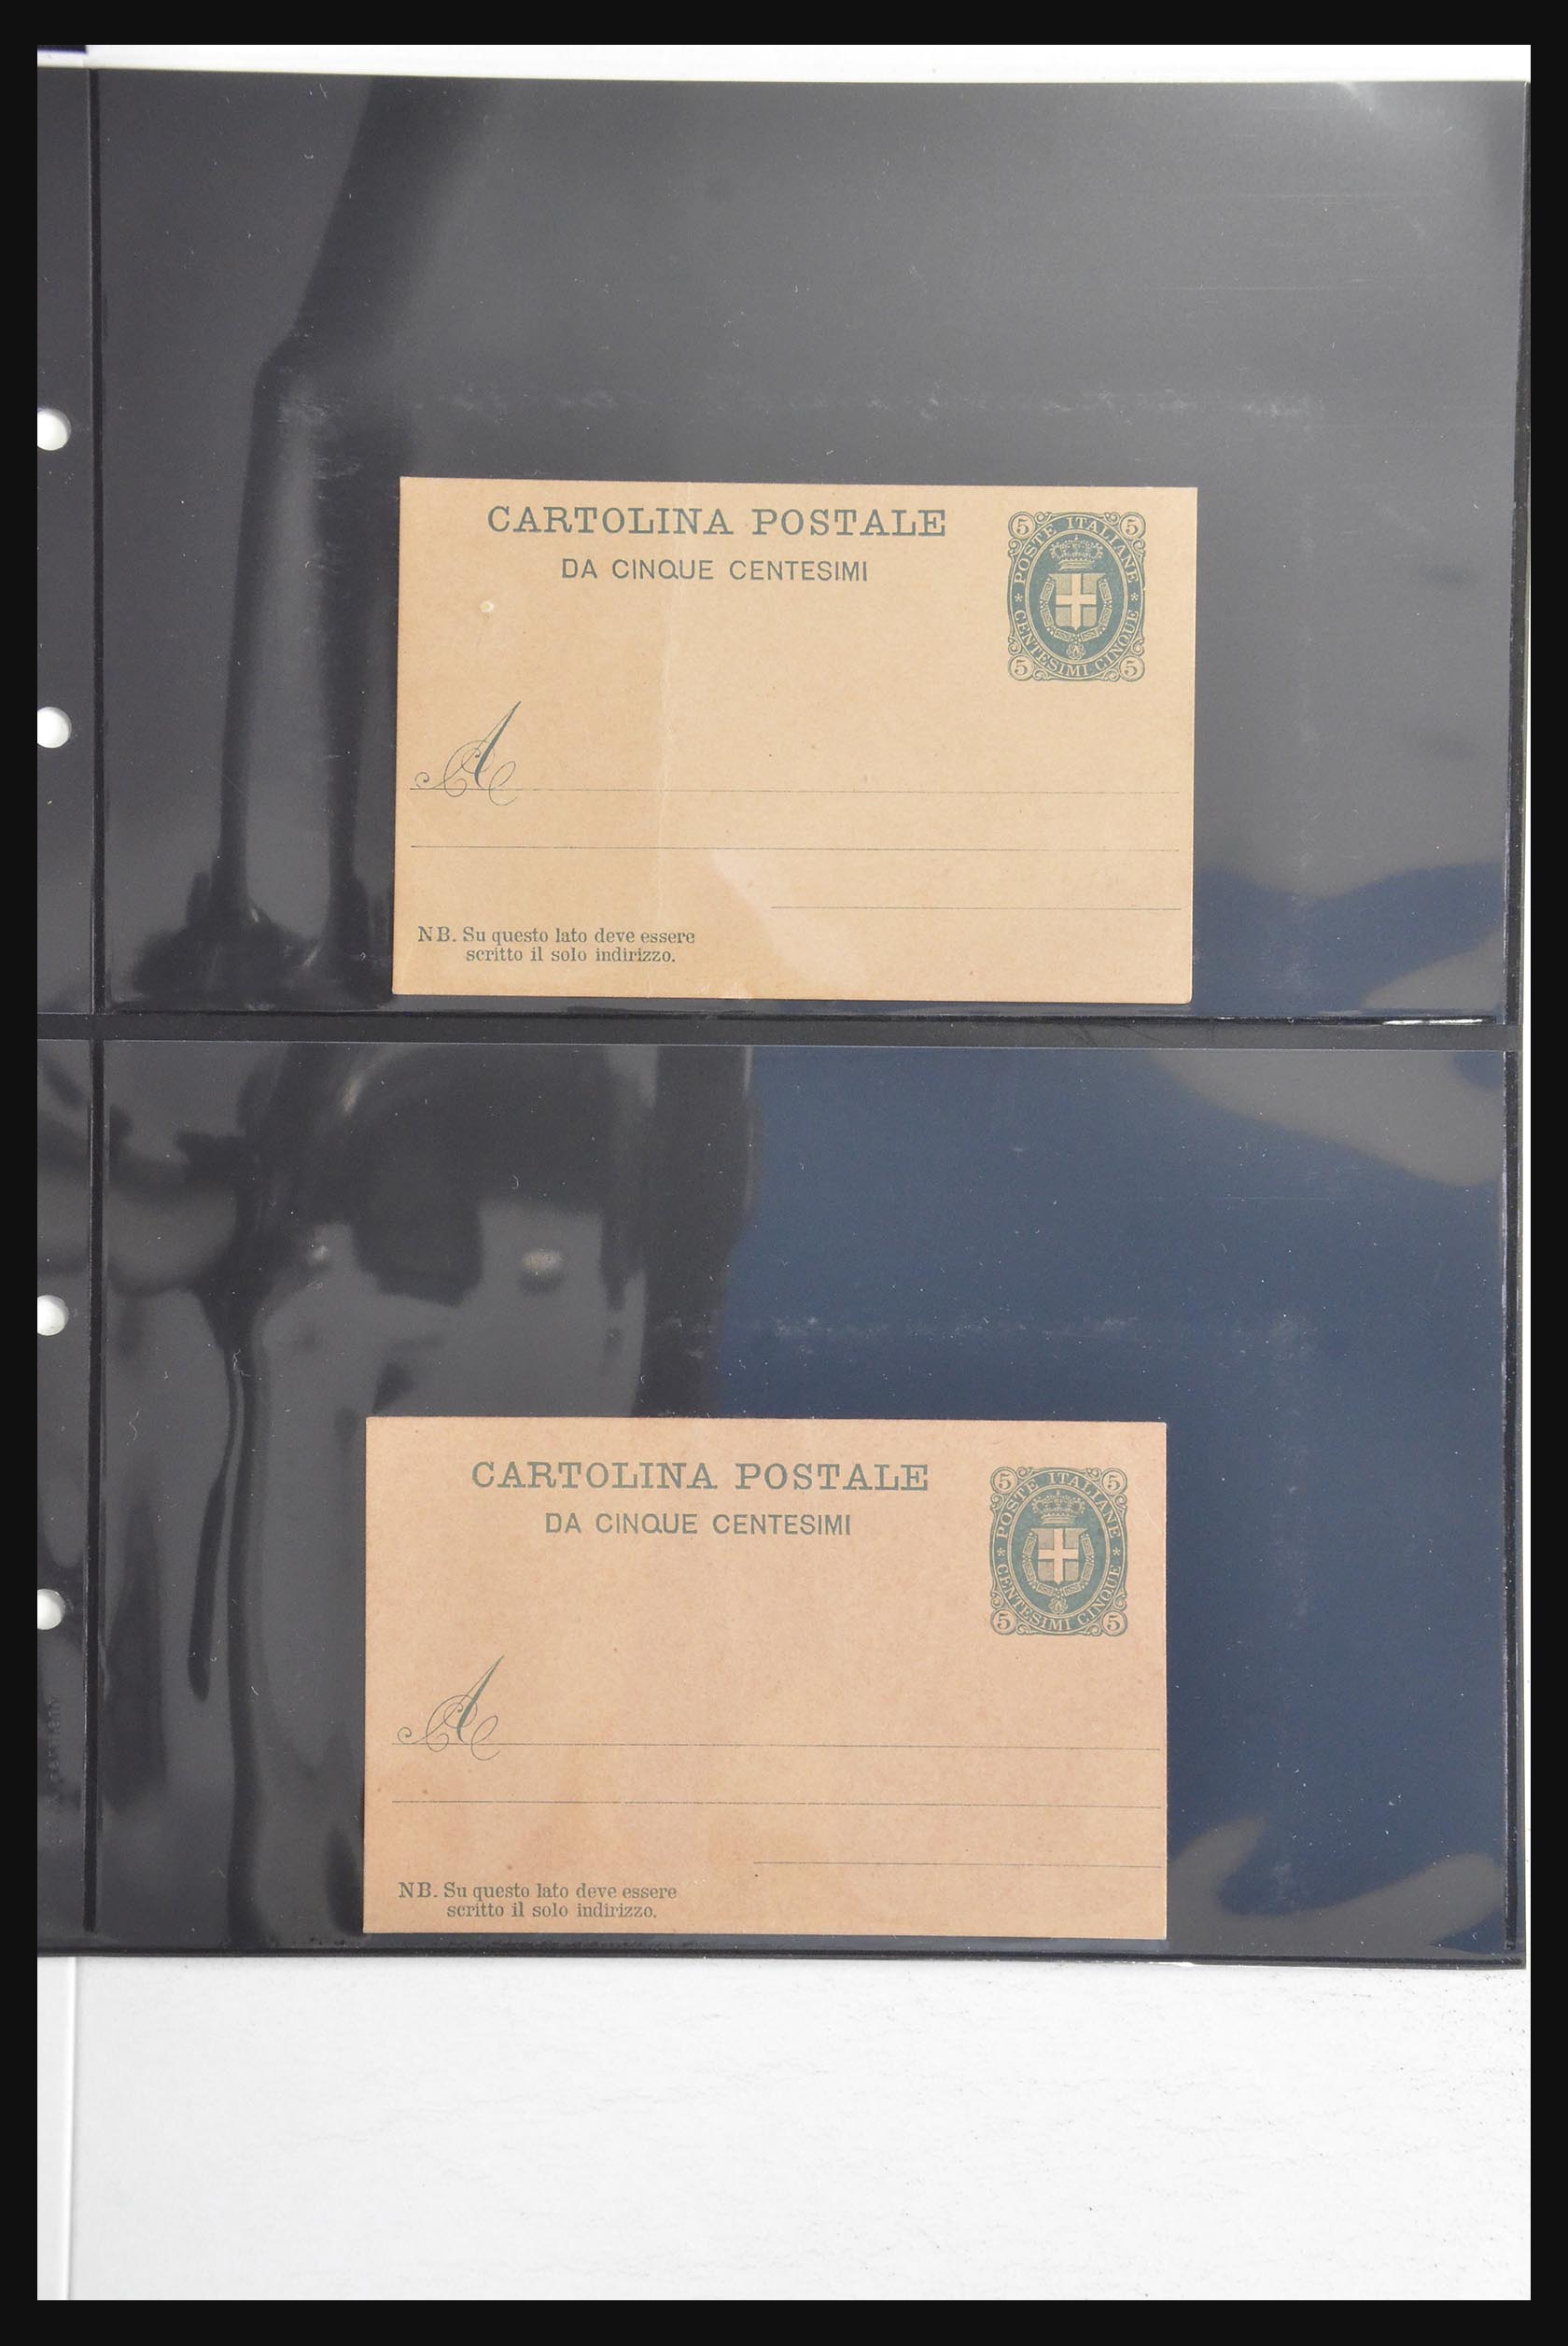 CARTOLINA POSTALE
DA CINQUE CENTESIMI
5 POSTE ITALIANE 5
* CENTESIMI CINQUE *
5 5
A
NB. Su questo lato deve essere
scritto il solo indirizzo.
CARTOLINA POSTALE
DA CINQUE CENTESIMI
5 POSTE ITALIANE 5
* CENTESIMI CINQUE *
5 5
A
NB. Su questo lato deve essere
scritto il solo indirizzo.